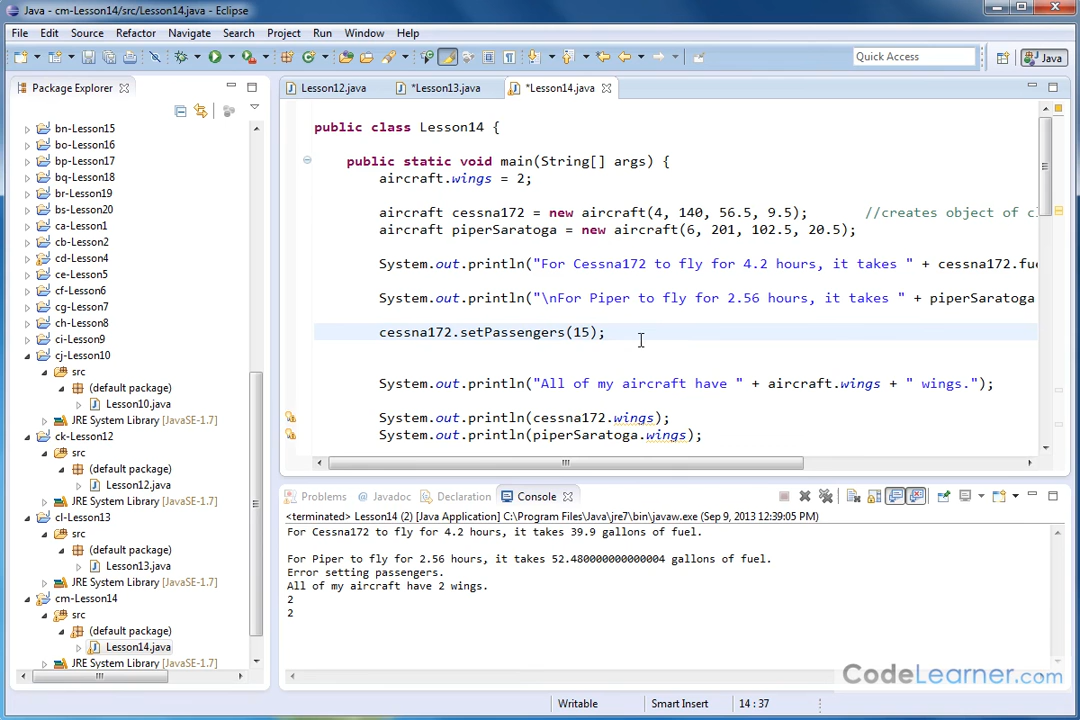 Java - cm-Lesson14/src/Lesson14.java - Eclipse
File Edit Source Refactor Navigate Search Project Run Window Help
Quick Access
Java
Package Explorer
Lesson12.java
*Lesson13.java
*Lesson14.java
bn-Lesson15
bo-Lesson16
bp-Lesson17
bq-Lesson18
br-Lesson19
bs-Lesson20
ca-Lesson1
cb-Lesson2
cd-Lesson4
ce-Lesson5
cf-Lesson6
cg-Lesson7
ch-Lesson8
ci-Lesson9
cj-Lesson10
src
(default package)
Lesson10.java
JRE System Library [JavaSE-1.7]
ck-Lesson12
src
(default package)
Lesson12.java
JRE System Library [JavaSE-1.7]
cl-Lesson13
src
(default package)
Lesson13.java
JRE System Library [JavaSE-1.7]
cm-Lesson14
src
(default package)
Lesson14.java
JRE System Library [JavaSE-1.7]
public class Lesson14 {
public static void main(String[] args) {
aircraft.wings = 2;
aircraft cessna172 = new aircraft(4, 140, 56.5, 9.5); //creates object of c
aircraft piperSaratoga = new aircraft(6, 201, 102.5, 20.5);
System.out.println("For Cessna172 to fly for 4.2 hours, it takes " + cessna172.fue
System.out.println("\nFor Piper to fly for 2.56 hours, it takes " + piperSaratoga
cessna172.setPassengers(15);
System.out.println("All of my aircraft have " + aircraft.wings + " wings.");
System.out.println(cessna172.wings);
System.out.println(piperSaratoga.wings);
Problems Javadoc Declaration Console
<terminated> Lesson14 (2) [Java Application] C:\Program Files\Java\jre7\bin\javaw.exe (Sep 9, 2013 12:39:05 PM)
For Cessna172 to fly for 4.2 hours, it takes 39.9 gallons of fuel.
For Piper to fly for 2.56 hours, it takes 52.480000000000004 gallons of fuel.
Error setting passengers.
All of my aircraft have 2 wings.
2
2
CodeLearner.com
Writable
Smart Insert
14 : 37